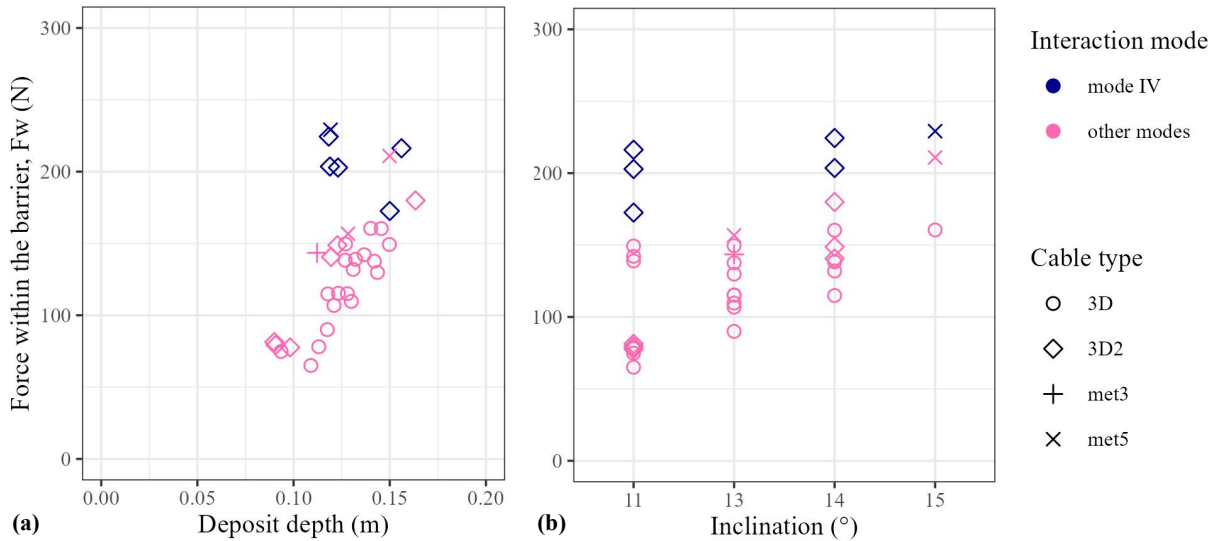 Force within the barrier, Fw (N)
300
200
100
0
0.00 0.05 0.10 0.15 0.20
(a) Deposit depth (m)
300
200
100
0
11 13 14 15
(b) Inclination (°)
Interaction mode
mode IV
other modes
Cable type
3D
3D2
met3
met5